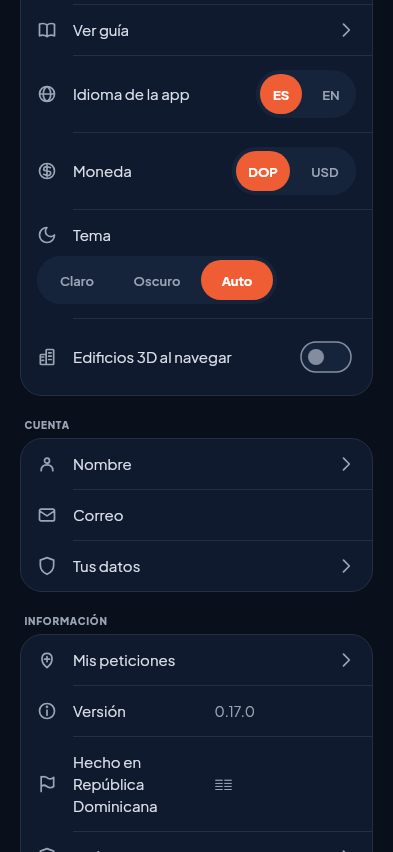 Ver guía
Idioma de la app
ES
EN
Moneda
DOP
USD
Tema
Claro
Oscuro
Auto
Edificios 3D al navegar
CUENTA
Nombre
Correo
Tus datos
INFORMACIÓN
Mis peticiones
Versión
0.17.0
Hecho en
República
Dominicana